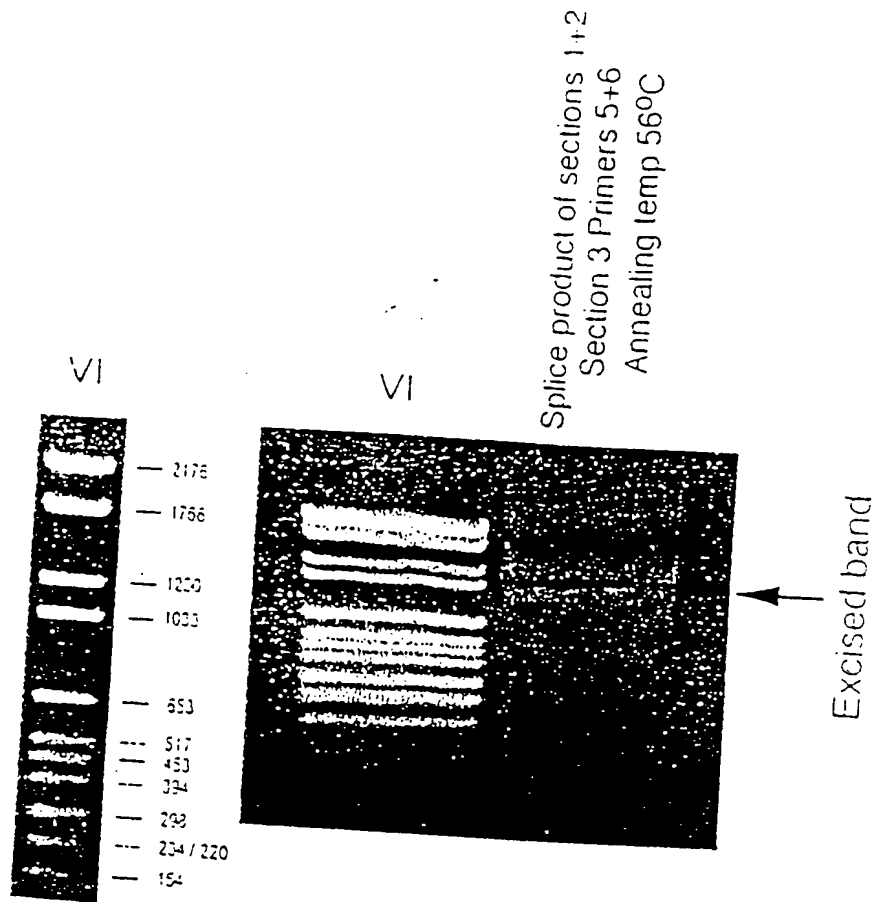 Splice product of sections 1+2
Section 3 Primers 5+6
Annealing temp 56ºC
VI
VI
2176
1766
1230
1033
653
517
453
394
298
234 / 220
154
Excised band